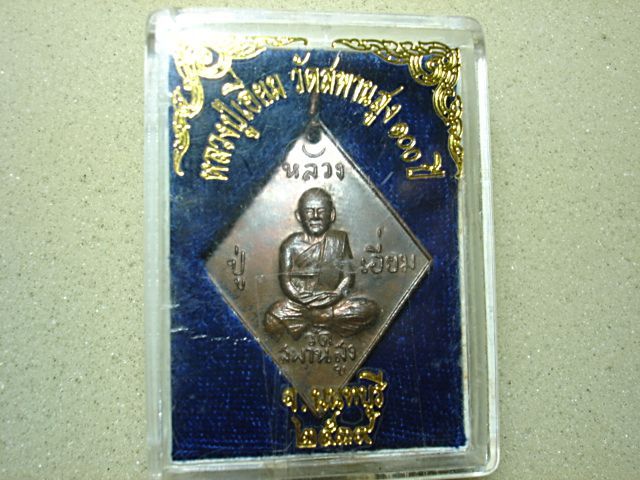 หลวงปู่เอี่ยม วัดสพานสูง ๑๐๐ ปี
หลวง
ปู่ เอี่ยม
วัด
สพานสูง
จ.นนทบุรี
๒๕๓๙